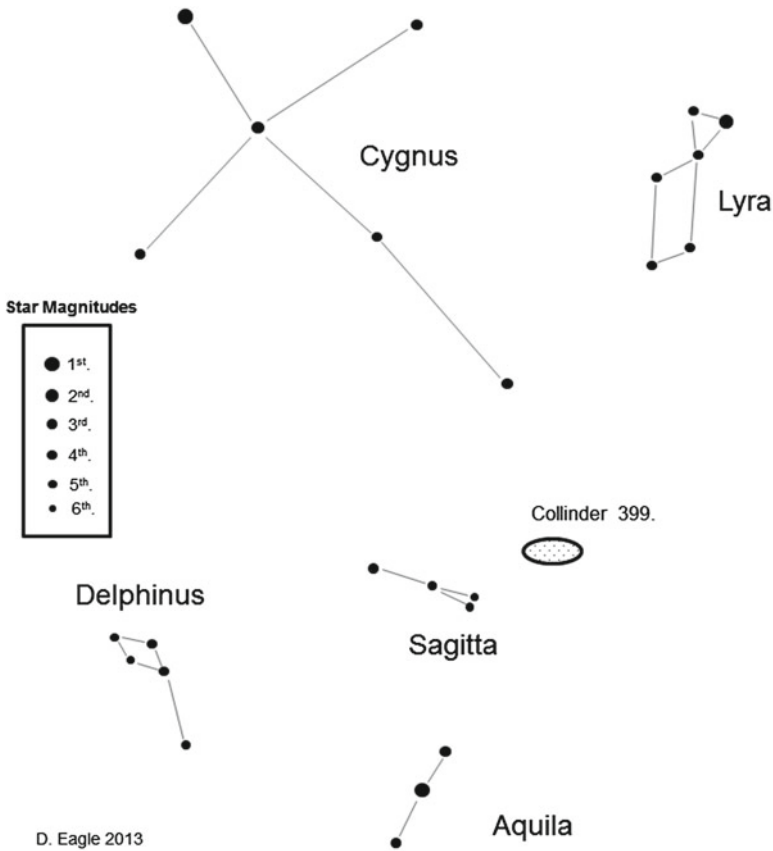 Cygnus
Lyra
Star Magnitudes
1st.
2nd.
3rd.
4th.
5th.
6th.
Collinder 399.
Delphinus
Sagitta
Aquila
D. Eagle 2013